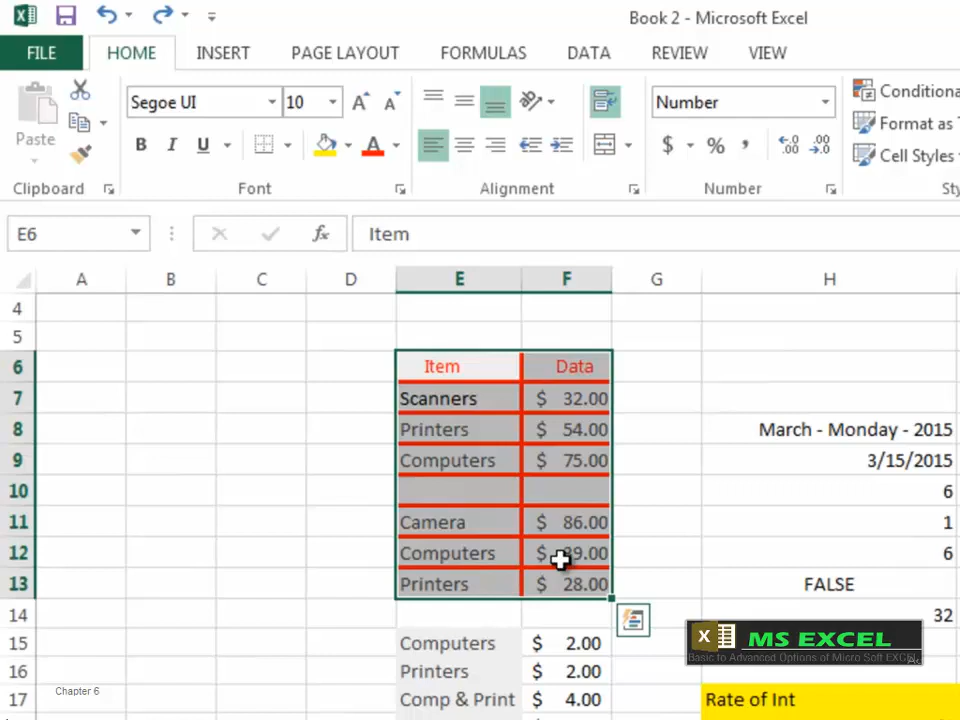 Book 2 - Microsoft Excel
FILE HOME INSERT PAGE LAYOUT FORMULAS DATA REVIEW VIEW
Segoe UI 10 Number Conditiona
Paste B I U $ % , Format as T
Cell Styles
Clipboard Font Alignment Number Sty
E6 fx Item
A B C D E F G H
4
5
6 Item Data
7 Scanners $ 32.00
8 Printers $ 54.00 March - Monday - 2015
9 Computers $ 75.00 3/15/2015
10 6
11 Camera $ 86.00 1
12 Computers $ 9.00 6
13 Printers $ 28.00 FALSE
14 32
15 Computers $ 2.00
MS EXCEL
Basic to Advanced Options of Micro Soft EXCEL
16 Printers $ 2.00
Chapter 6
17 Comp & Print $ 4.00 Rate of Int